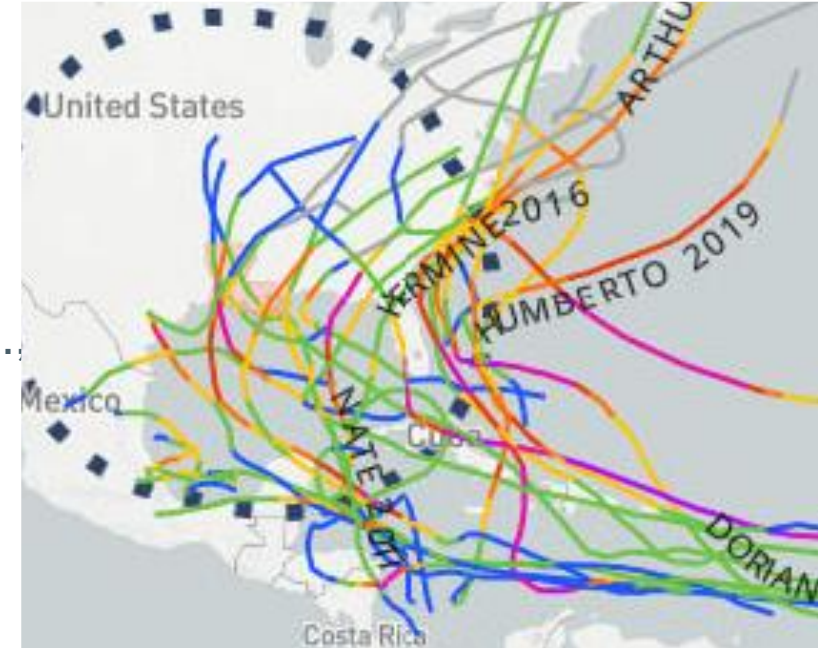 United States
ARTHU
HERMINE 2016
HUMBERTO 2019
Mexico
Cuba
NATE 2017
DORIAN
Costa Rica